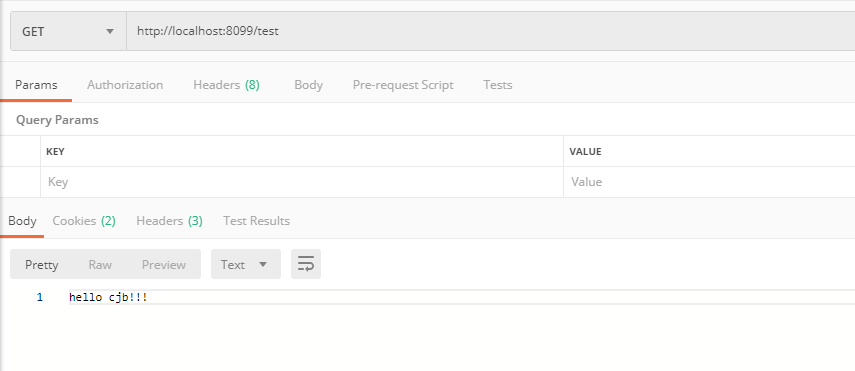 GET http://localhost:8099/test
Params Authorization Headers (8) Body Pre-request Script Tests
Query Params
KEY VALUE
Key Value
Body Cookies (2) Headers (3) Test Results
Pretty Raw Preview Text
1 hello cjb!!!